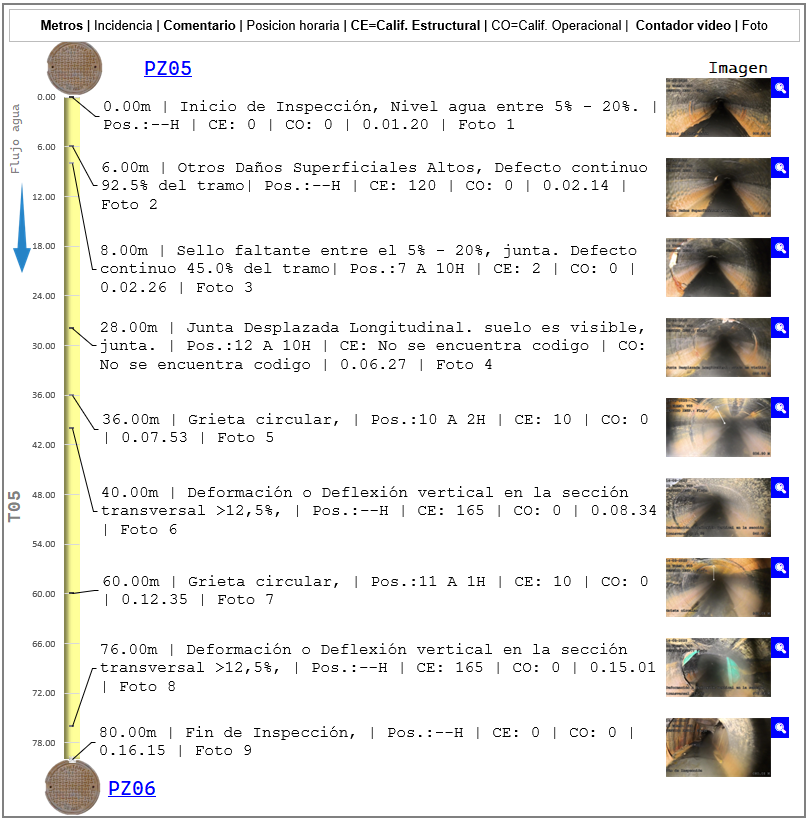 Metros | Incidencia | Comentario | Posicion horaria | CE=Calif. Estructural | CO=Calif. Operacional | Contador video | Foto
PZ05
Imagen
Flujo agua
0.00
0.00m | Inicio de Inspección, Nivel agua entre 5% - 20%. |
Pos.:--H | CE: 0 | CO: 0 | 0.01.20 | Foto 1
6.00
6.00m | Otros Daños Superficiales Altos, Defecto continuo
92.5% del tramo| Pos.:--H | CE: 120 | CO: 0 | 0.02.14 |
Foto 2
12.00
18.00
8.00m | Sello faltante entre el 5% - 20%, junta. Defecto
continuo 45.0% del tramo| Pos.:7 A 10H | CE: 2 | CO: 0 |
0.02.26 | Foto 3
24.00
28.00m | Junta Desplazada Longitudinal. suelo es visible,
junta. | Pos.:12 A 10H | CE: No se encuentra codigo | CO:
No se encuentra codigo | 0.06.27 | Foto 4
30.00
36.00
36.00m | Grieta circular, | Pos.:10 A 2H | CE: 10 | CO: 0
| 0.07.53 | Foto 5
42.00
T05
48.00
40.00m | Deformación o Deflexión vertical en la sección
transversal >12,5%, | Pos.:--H | CE: 165 | CO: 0 | 0.08.34
| Foto 6
54.00
60.00
60.00m | Grieta circular, | Pos.:11 A 1H | CE: 10 | CO: 0
| 0.12.35 | Foto 7
66.00
76.00m | Deformación o Deflexión vertical en la sección
transversal >12,5%, | Pos.:--H | CE: 165 | CO: 0 | 0.15.01
| Foto 8
72.00
78.00
80.00m | Fin de Inspección, | Pos.:--H | CE: 0 | CO: 0 |
0.16.15 | Foto 9
PZ06